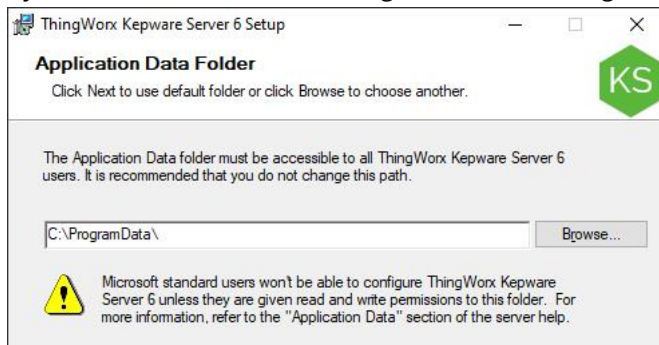 ThingWorx Kepware Server 6 Setup
Application Data Folder
Click Next to use default folder or click Browse to choose another.
KS
The Application Data folder must be accessible to all ThingWorx Kepware Server 6
users. It is recommended that you do not change this path.
C:\ProgramData\
Browse...
Microsoft standard users won't be able to configure ThingWorx Kepware
Server 6 unless they are given read and write permissions to this folder. For
more information, refer to the "Application Data" section of the server help.